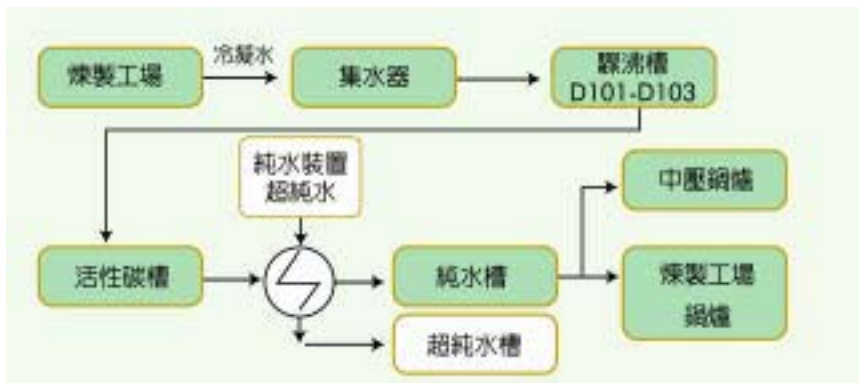 煉製工場
冷凝水
集水器
驟沸槽
D101-D103
純水裝置
超純水
中壓鍋爐
活性碳槽
純水槽
煉製工場
鍋爐
超純水槽